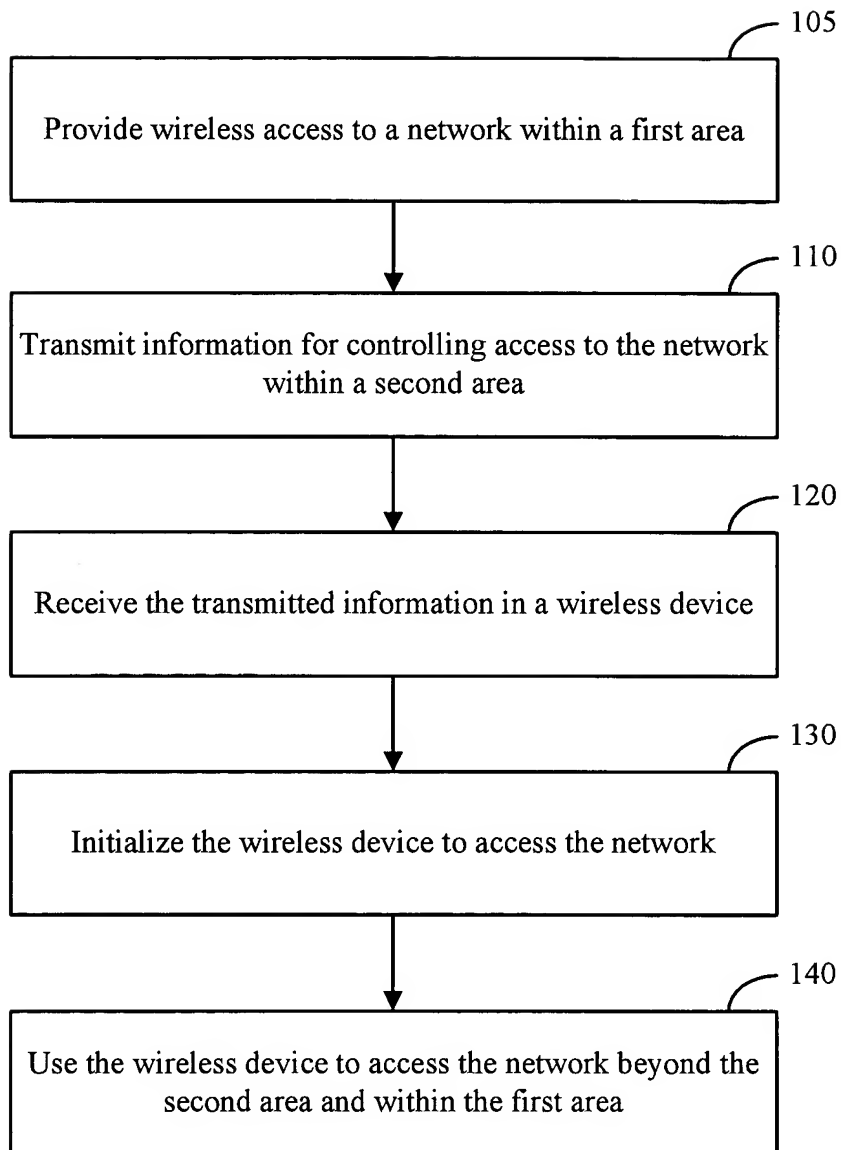 105
Provide wireless access to a network within a first area
110
Transmit information for controlling access to the network
within a second area
120
Receive the transmitted information in a wireless device
130
Initialize the wireless device to access the network
140
Use the wireless device to access the network beyond the
second area and within the first area